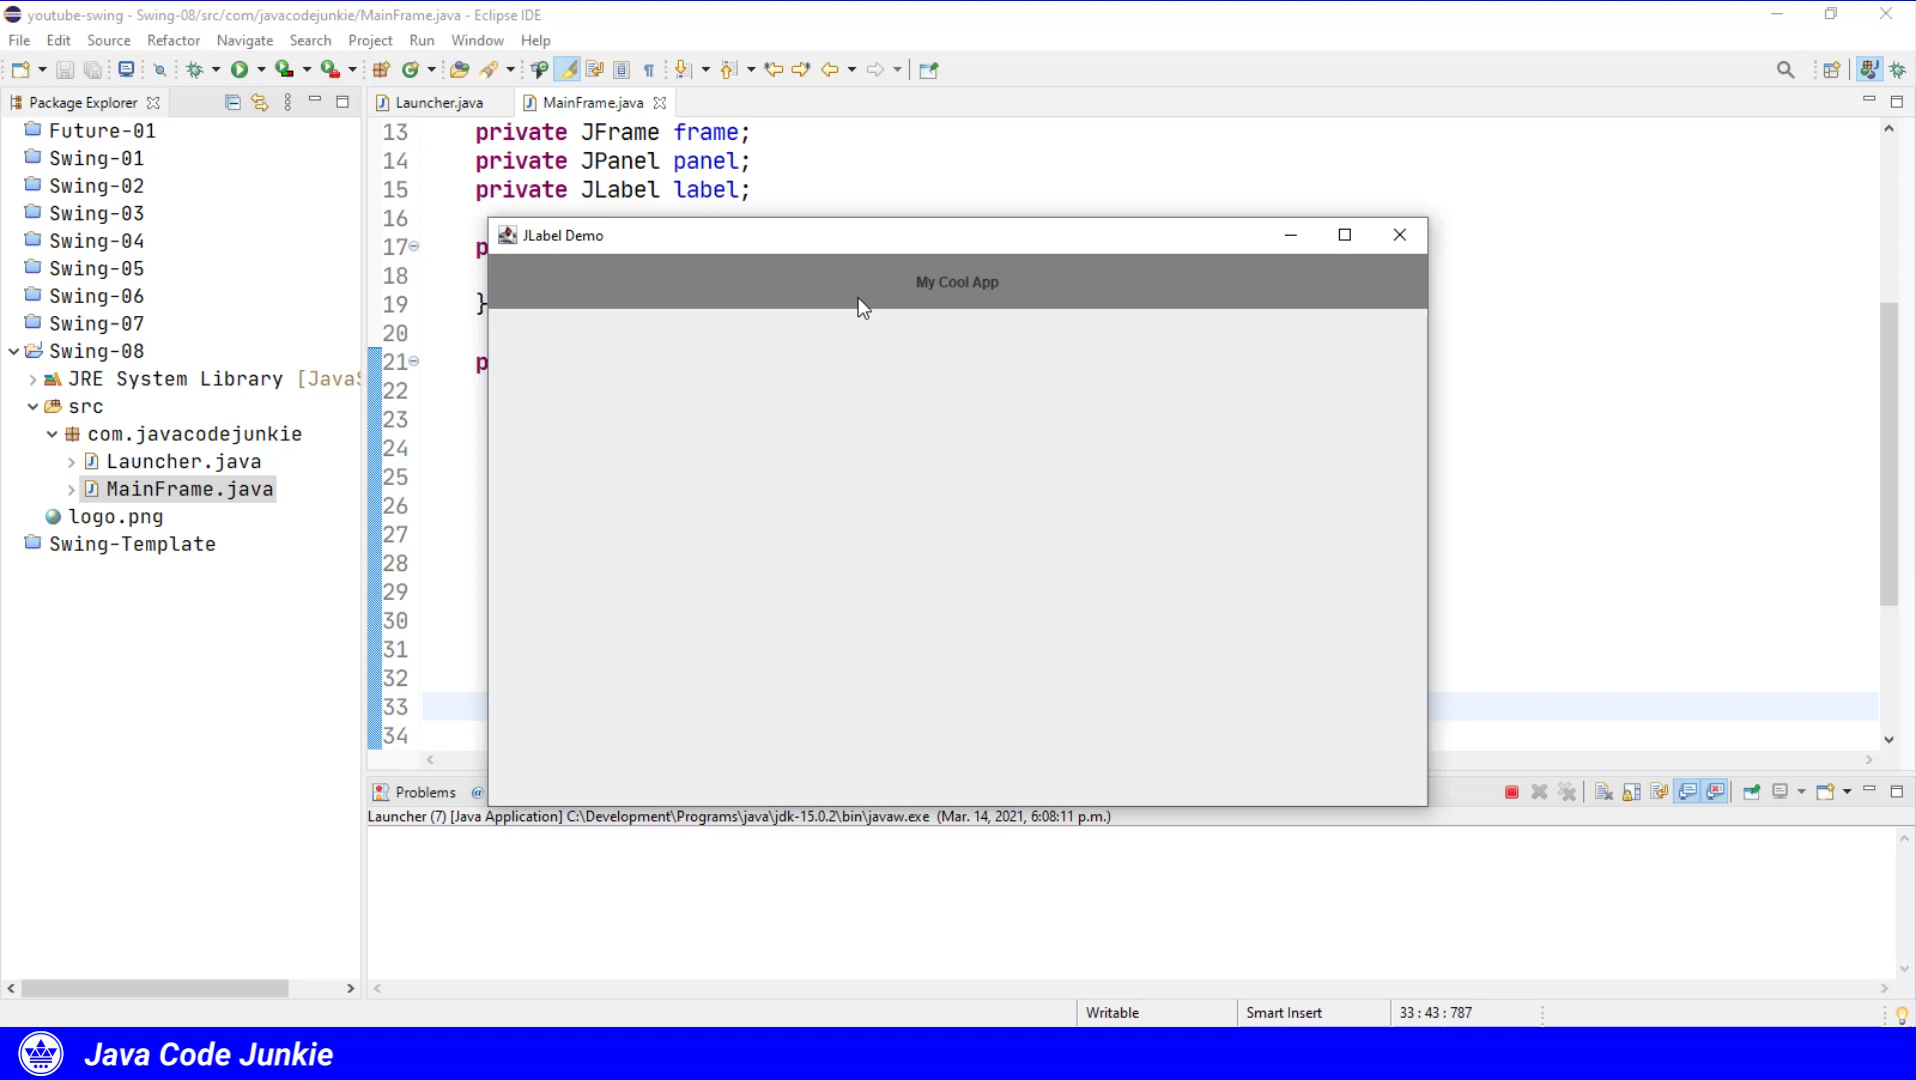 youtube-swing - Swing-08/src/com/javacodejunkie/MainFrame.java - Eclipse IDE
File Edit Source Refactor Navigate Search Project Run Window Help
Package Explorer
Launcher.java
MainFrame.java
Future-01
Swing-01
Swing-02
Swing-03
Swing-04
Swing-05
Swing-06
Swing-07
Swing-08
JRE System Library [JavaS
src
com.javacodejunkie
Launcher.java
MainFrame.java
logo.png
Swing-Template
13 private JFrame frame;
14 private JPanel panel;
15 private JLabel label;
16
17 p
18
19 }
20
21 p
22
23
24
25
26
27
28
29
30
31
32
33
34
JLabel Demo
My Cool App
Problems @
Launcher (7) [Java Application] C:\Development\Programs\java\jdk-15.0.2\bin\javaw.exe (Mar. 14, 2021, 6:08:11 p.m.)
Writable
Smart Insert
33 : 43 : 787
Java Code Junkie